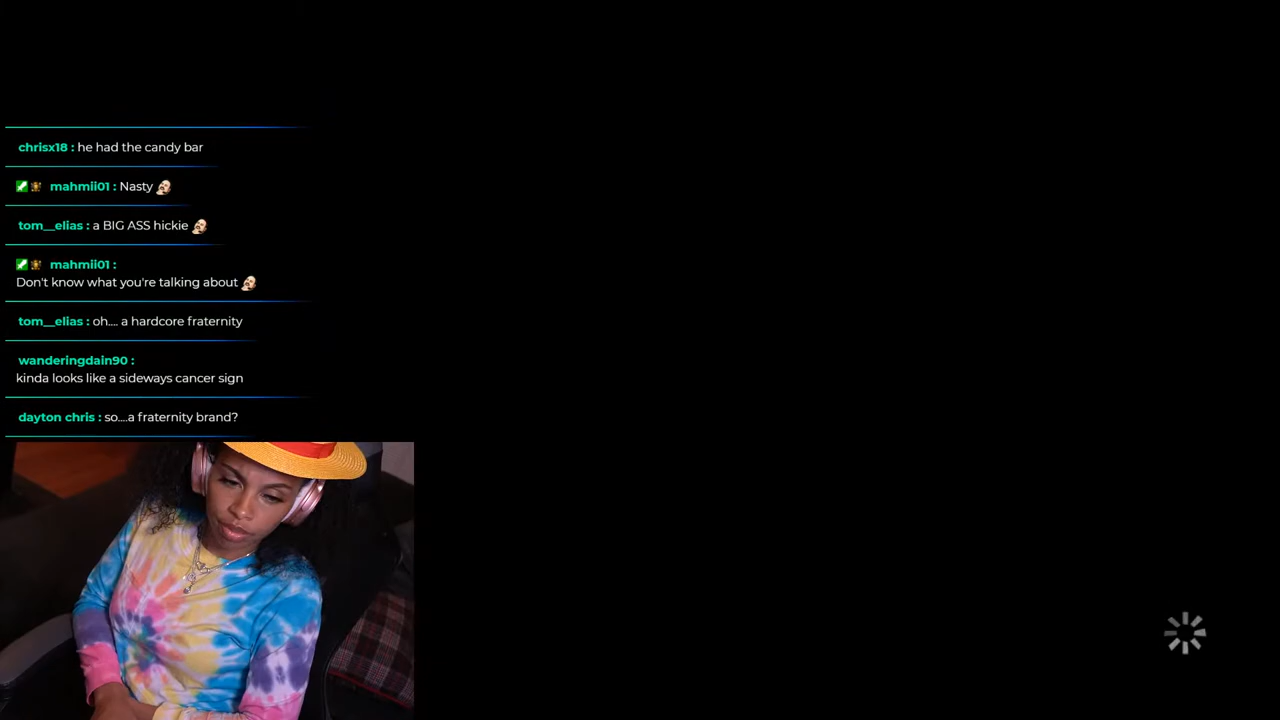 chrisx18 : he had the candy bar
mahmii01 : Nasty
tom__elias : a BIG ASS hickie
mahmii01 :
Don't know what you're talking about
tom__elias : oh.... a hardcore fraternity
wanderingdain90 :
kinda looks like a sideways cancer sign
dayton chris : so....a fraternity brand?